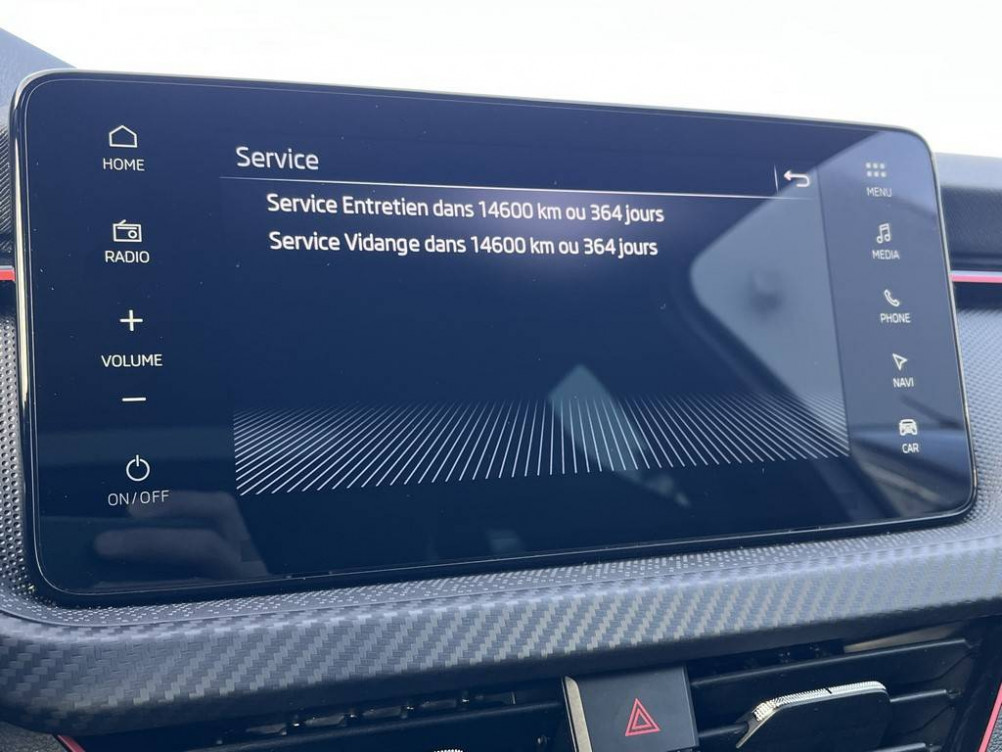 HOME
RADIO
+
VOLUME
−
ON/OFF
Service
Service Entretien dans 14600 km ou 364 jours
Service Vidange dans 14600 km ou 364 jours
MENU
MEDIA
PHONE
NAVI
CAR